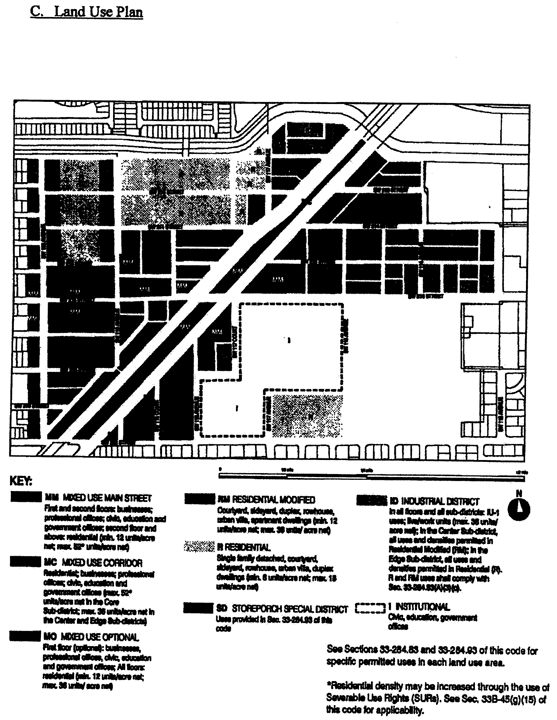 C. Land Use Plan
KEY:
MM MIXED USE MAIN STREET
First and second floors: businesses;
professional offices; civic, education and
government offices; second floor and
above: residential (min. 12 units/acre
net; max. 52* units/acre net)
MC MIXED USE CORRIDOR
Residential; businesses; professional
offices; civic, education and
government offices (max. 52*
units/acre net in the Core
Sub-district; max. 36 units/acre net in
the Center and Edge Sub-districts)
MO MIXED USE OPTIONAL
First floor (optional): businesses,
professional offices, civic, education
and government offices; All floors:
residential (min. 12 units/acre net;
max. 36 units/ acre net)
RM RESIDENTIAL MODIFIED
Courtyard, sideyard, duplex, rowhouse,
urban villa, apartment dwellings (min. 12
units/acre net; max. 36 units/ acre net)
R RESIDENTIAL
Single family detached, courtyard,
sideyard, rowhouse, urban villa, duplex
dwellings (min. 6 units/acre net; max. 18
units/acre net)
SD STOREPORCH SPECIAL DISTRICT
Uses provided in Sec. 33-284.83 of this
code
ID INDUSTRIAL DISTRICT
In all floors and all sub-districts: IU-1
uses; live/work units (max. 36 units/
acre net); in the Center Sub-district,
all uses and densities permitted in
Residential Modified (RM); in the
Edge Sub-district, all uses and
densities permitted in Residential (R).
R and RM uses shall comply with
Sec. 33-284.83(A)(3)(c).
I INSTITUTIONAL
Civic, education, government
offices
N
See Sections 33-284.83 and 33-284.93 of this code for
specific permitted uses in each land use area.
*Residential density may be increased through the use of
Severable Use Rights (SURs). See Sec. 33B-45(g)(15) of
this code for applicability.